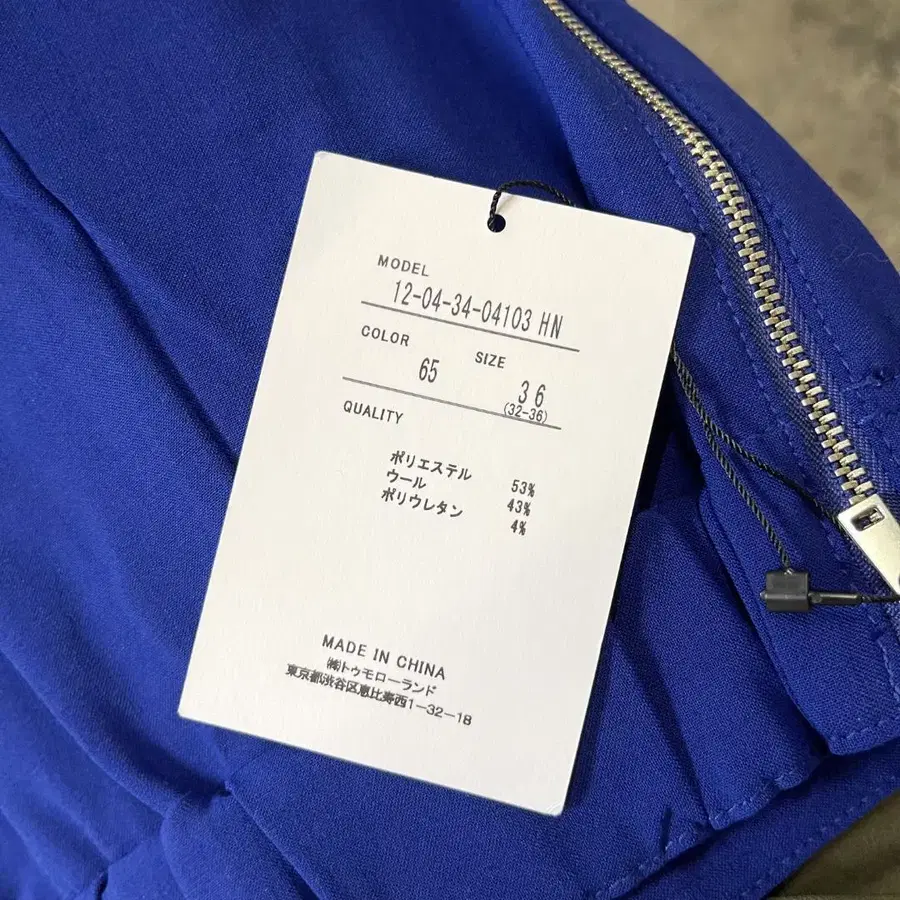 MODEL
12-04-34-04103 HN
COLOR SIZE
65 36
(32-36)
QUALITY
ポリエステル 53%
ウール 43%
ポリウレタン 4%
MADE IN CHINA
㈱トゥモローランド
東京都渋谷区恵比寿西1-32-18